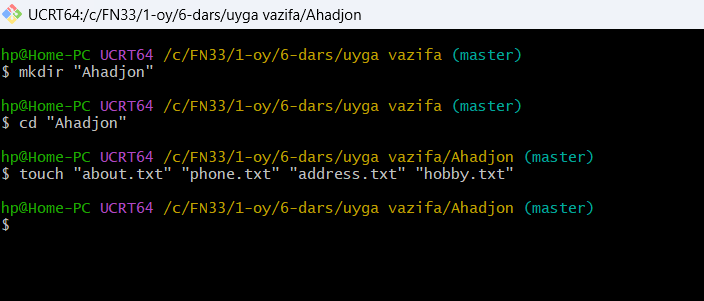 UCRT64:/c/FN33/1-oy/6-dars/uyga vazifa/Ahadjon
hp@Home-PC UCRT64 /c/FN33/1-oy/6-dars/uyga vazifa (master)
$ mkdir "Ahadjon"
hp@Home-PC UCRT64 /c/FN33/1-oy/6-dars/uyga vazifa (master)
$ cd "Ahadjon"
hp@Home-PC UCRT64 /c/FN33/1-oy/6-dars/uyga vazifa/Ahadjon (master)
$ touch "about.txt" "phone.txt" "address.txt" "hobby.txt"
hp@Home-PC UCRT64 /c/FN33/1-oy/6-dars/uyga vazifa/Ahadjon (master)
$